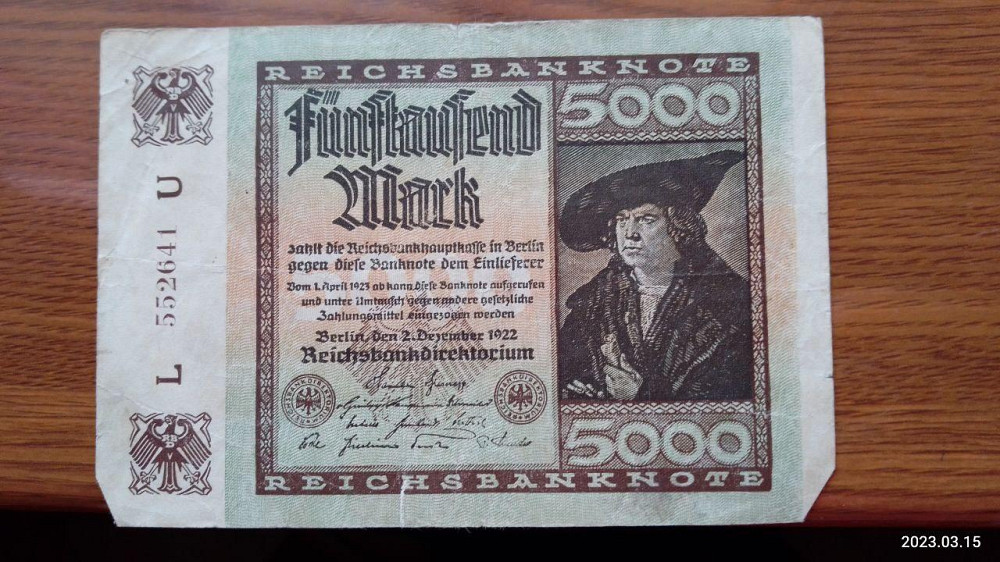 REICHSBANKNOTE
Fünftausend
Mark
5000
zahlt die Reichsbankhauptkasse in Berlin
gegen diese Banknote dem Einlieferer
Vom 1. April 1923 ab kann diese Banknote aufgerufen
und unter Umtausch gegen andere gesetzliche
Zahlungsmittel eingezogen werden
Berlin, den 2. Dezember 1922
Reichsbankdirektorium
5000
REICHSBANKNOTE
L 552641 U
2023.03.15